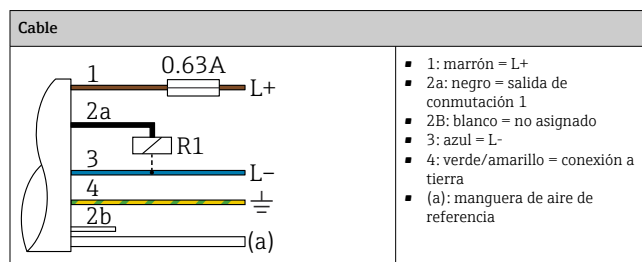 Cable
1
0.63A
L+
2a
R1
3
L–
4
2b
(a)
▪ 1: marrón = L+
▪ 2a: negro = salida de
conmutación 1
▪ 2B: blanco = no asignado
▪ 3: azul = L-
▪ 4: verde/amarillo = conexión a
tierra
▪ (a): manguera de aire de
referencia